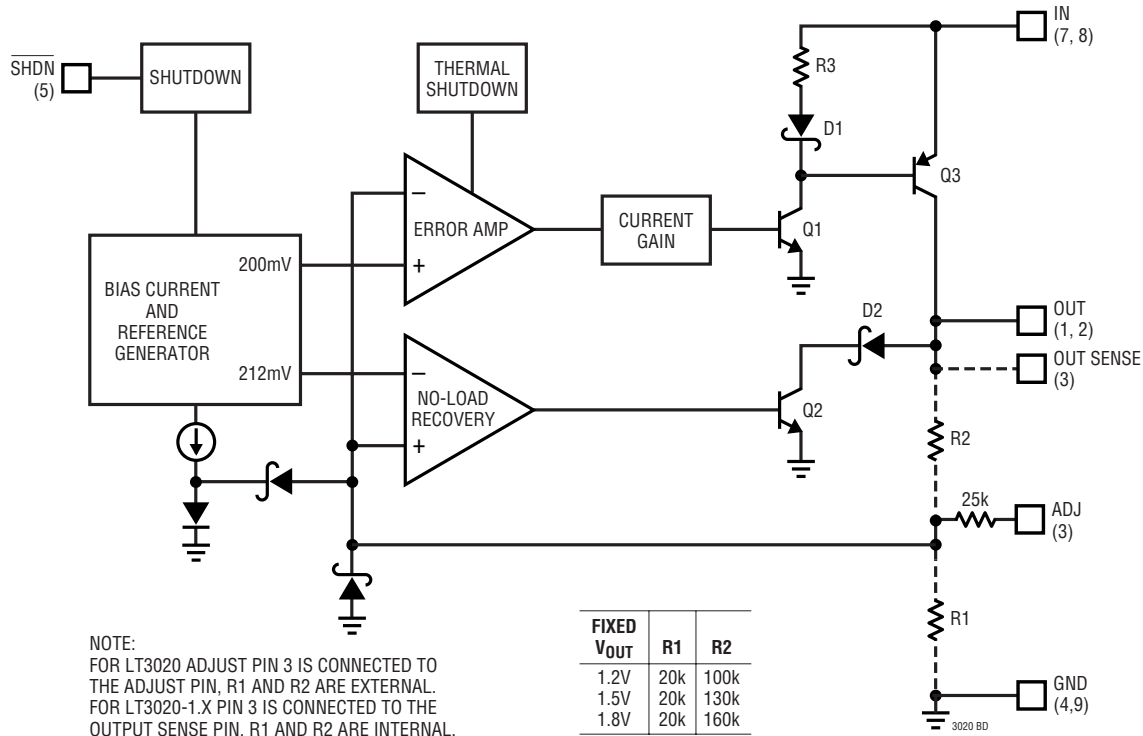 IN
(7, 8)
SHDN
(5)
SHUTDOWN
THERMAL
SHUTDOWN
R3
D1
Q3
ERROR AMP
–
+
CURRENT
GAIN
Q1
BIAS CURRENT
AND
REFERENCE
GENERATOR
200mV
212mV
D2
OUT
(1, 2)
OUT SENSE
(3)
–
NO-LOAD
RECOVERY
+
Q2
R2
25k
ADJ
(3)
R1
GND
(4,9)
3020 BD
NOTE:
FOR LT3020 ADJUST PIN 3 IS CONNECTED TO
THE ADJUST PIN, R1 AND R2 ARE EXTERNAL.
FOR LT3020-1.X PIN 3 IS CONNECTED TO THE
OUTPUT SENSE PIN, R1 AND R2 ARE INTERNAL.
FIXED
VOUT R1 R2
1.2V 20k 100k
1.5V 20k 130k
1.8V 20k 160k